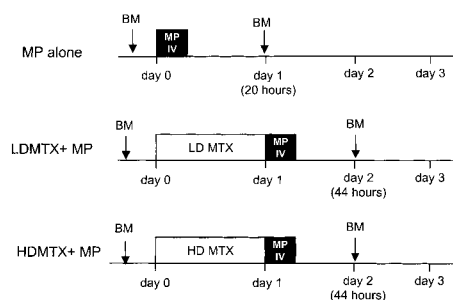 BM
BM
MP
IV
MP alone
day 0
day 1
day 2
day 3
(20 hours)
BM
BM
LD MTX
MP
IV
LDMTX+ MP
day 0
day 1
day 2
day 3
(44 hours)
BM
BM
HD MTX
MP
IV
HDMTX+ MP
day 0
day 1
day 2
day 3
(44 hours)